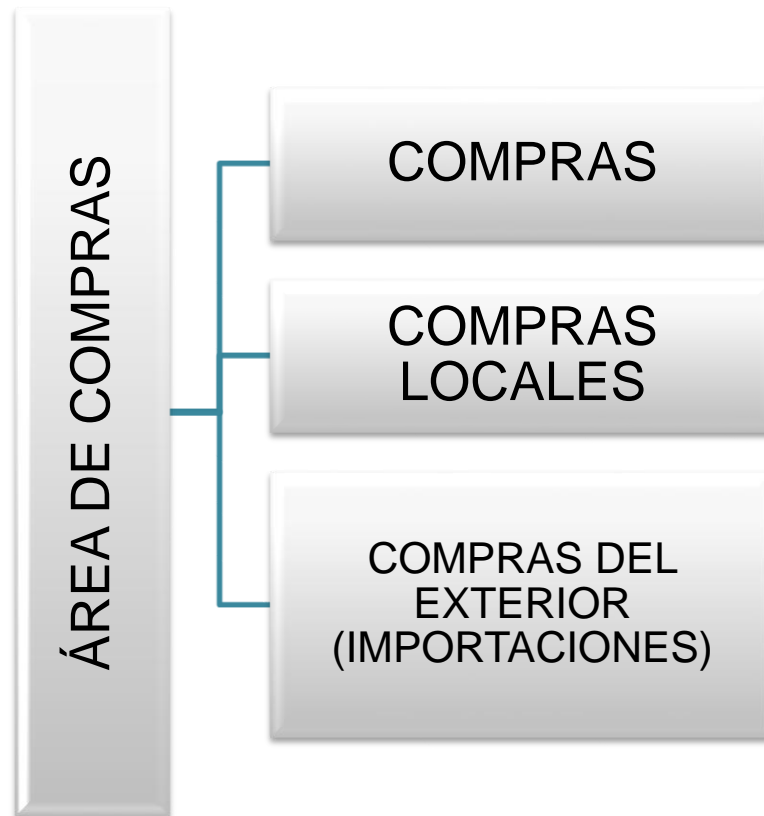 ÁREA DE COMPRAS
COMPRAS
COMPRAS
LOCALES
COMPRAS DEL
EXTERIOR
(IMPORTACIONES)